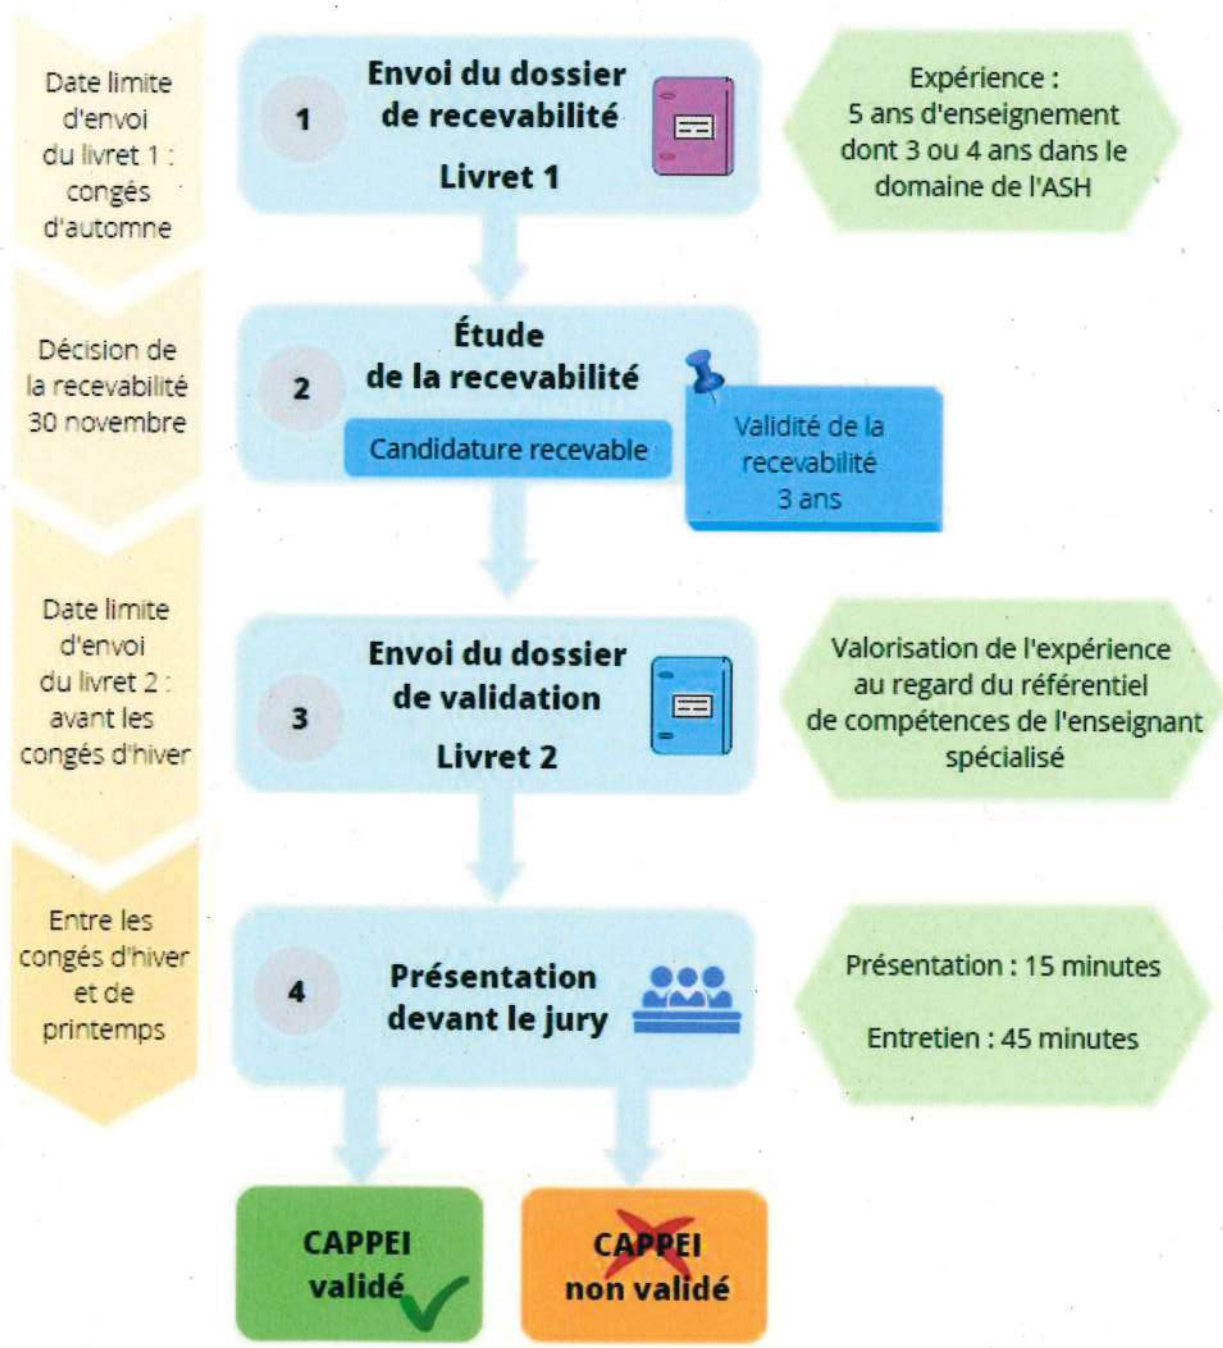 Date limite
d'envoi
du livret 1 :
congés
d'automne
1
Envoi du dossier
de recevabilité
Livret 1
Expérience :
5 ans d'enseignement
dont 3 ou 4 ans dans le
domaine de l'ASH
Décision de
la recevabilité
30 novembre
2
Étude
de la recevabilité
Candidature recevable
Validité de la
recevabilité
3 ans
Date limite
d'envoi
du livret 2 :
avant les
congés d'hiver
3
Envoi du dossier
de validation
Livret 2
Valorisation de l'expérience
au regard du référentiel
de compétences de l'enseignant
spécialisé
Entre les
congés d'hiver
et de
printemps
4
Présentation
devant le jury
Présentation : 15 minutes
Entretien : 45 minutes
CAPPEI
validé
CAPPEI
non validé